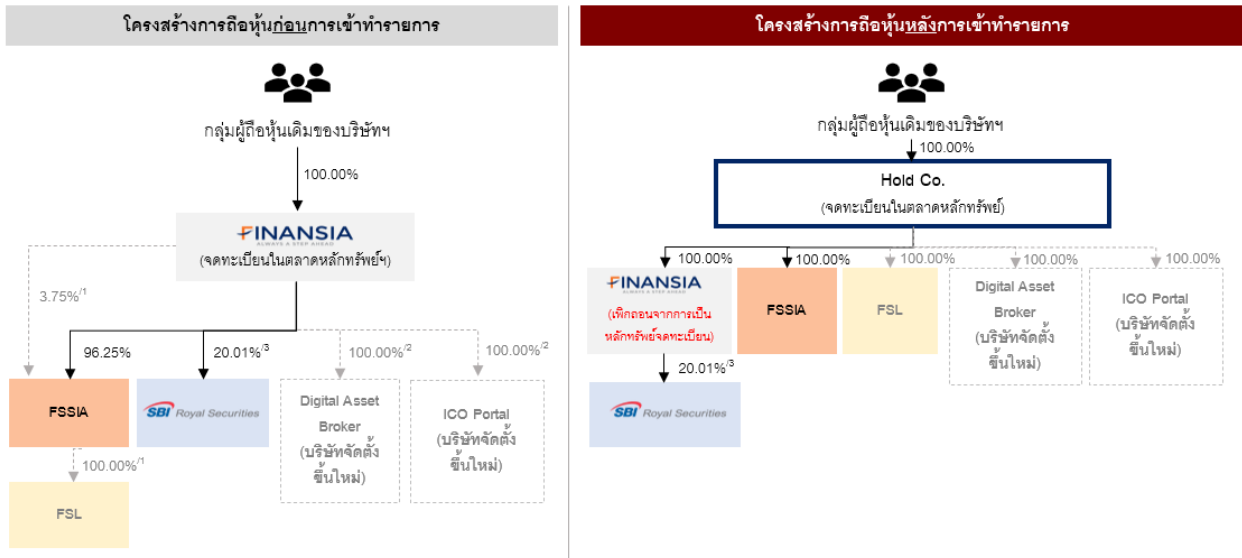 โครงสร้างการถือหุ้นก่อนการเข้าทำรายการ
กลุ่มผู้ถือหุ้นเดิมของบริษัทฯ
100.00%
FINANSIA
ALWAYS A STEP AHEAD
(จดทะเบียนในตลาดหลักทรัพย์ฯ)
3.75%/1
96.25%
20.01%/3
100.00%/2
100.00%/2
FSSIA
SBI Royal Securities
Digital Asset
Broker
(บริษัทจัดตั้ง
ขึ้นใหม่)
ICO Portal
(บริษัทจัดตั้ง
ขึ้นใหม่)
100.00%/1
FSL
โครงสร้างการถือหุ้นหลังการเข้าทำรายการ
กลุ่มผู้ถือหุ้นเดิมของบริษัทฯ
100.00%
Hold Co.
(จดทะเบียนในตลาดหลักทรัพย์)
100.00%
100.00%
100.00%
100.00%
100.00%
FINANSIA
ALWAYS A STEP AHEAD
(เพิกถอนจากการเป็น
หลักทรัพย์จดทะเบียน)
FSSIA
FSL
Digital Asset
Broker
(บริษัทจัดตั้ง
ขึ้นใหม่)
ICO Portal
(บริษัทจัดตั้ง
ขึ้นใหม่)
20.01%/3
SBI Royal Securities